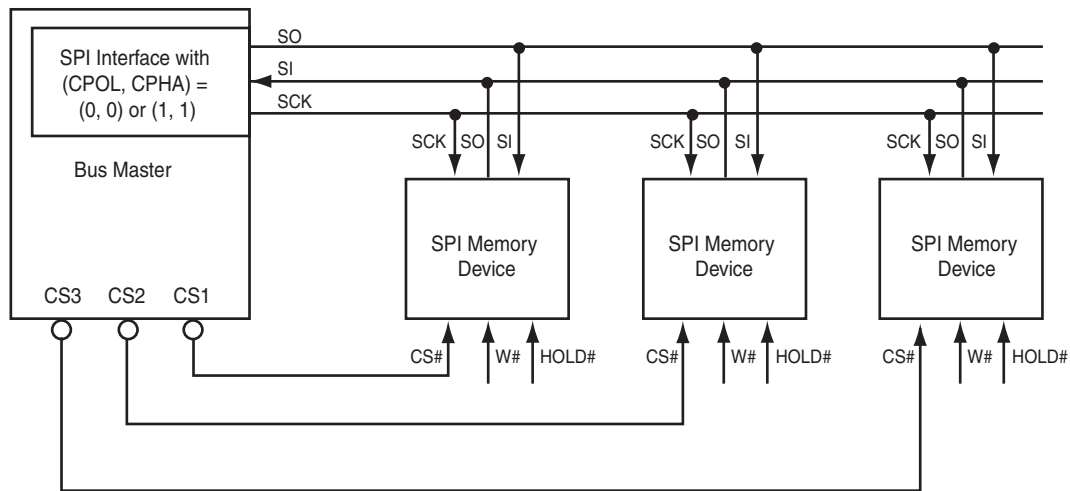 SO
SPI Interface with
(CPOL, CPHA) =
(0, 0) or (1, 1)
SI
SCK
Bus Master
SCK SO SI
SCK SO SI
SCK SO SI
SPI Memory
Device
SPI Memory
Device
SPI Memory
Device
CS3 CS2 CS1
CS# W# HOLD#
CS# W# HOLD#
CS# W# HOLD#